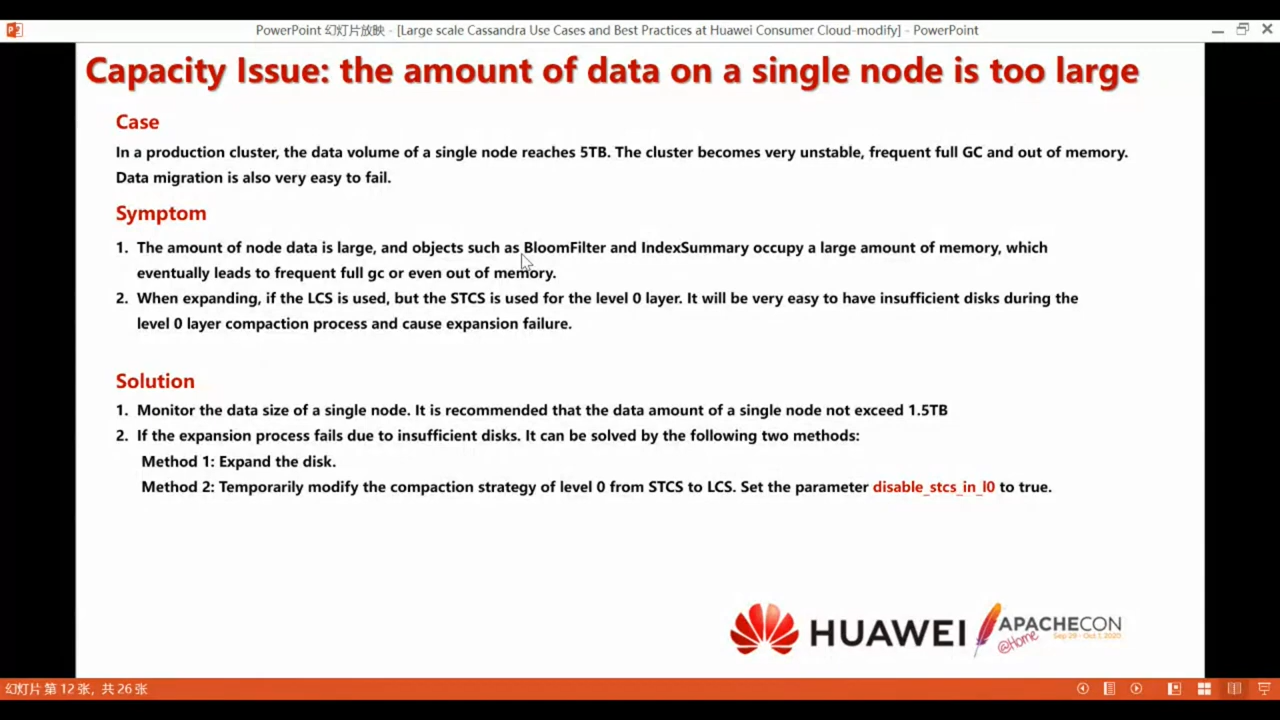 PowerPoint 幻灯片放映 - [Large scale Cassandra Use Cases and Best Practices at Huawei Consumer Cloud-modify] - PowerPoint
Capacity Issue: the amount of data on a single node is too large
Case
In a production cluster, the data volume of a single node reaches 5TB. The cluster becomes very unstable, frequent full GC and out of memory.
Data migration is also very easy to fail.
Symptom
1. The amount of node data is large, and objects such as BloomFilter and IndexSummary occupy a large amount of memory, which
eventually leads to frequent full gc or even out of memory.
2. When expanding, if the LCS is used, but the STCS is used for the level 0 layer. It will be very easy to have insufficient disks during the
level 0 layer compaction process and cause expansion failure.
Solution
1. Monitor the data size of a single node. It is recommended that the data amount of a single node not exceed 1.5TB
2. If the expansion process fails due to insufficient disks. It can be solved by the following two methods:
Method 1: Expand the disk.
Method 2: Temporarily modify the compaction strategy of level 0 from STCS to LCS. Set the parameter disable_stcs_in_l0 to true.
HUAWEI
APACHECON
@Home
Sep 29 - Oct 1, 2020
幻灯片 第 12 张，共 26 张